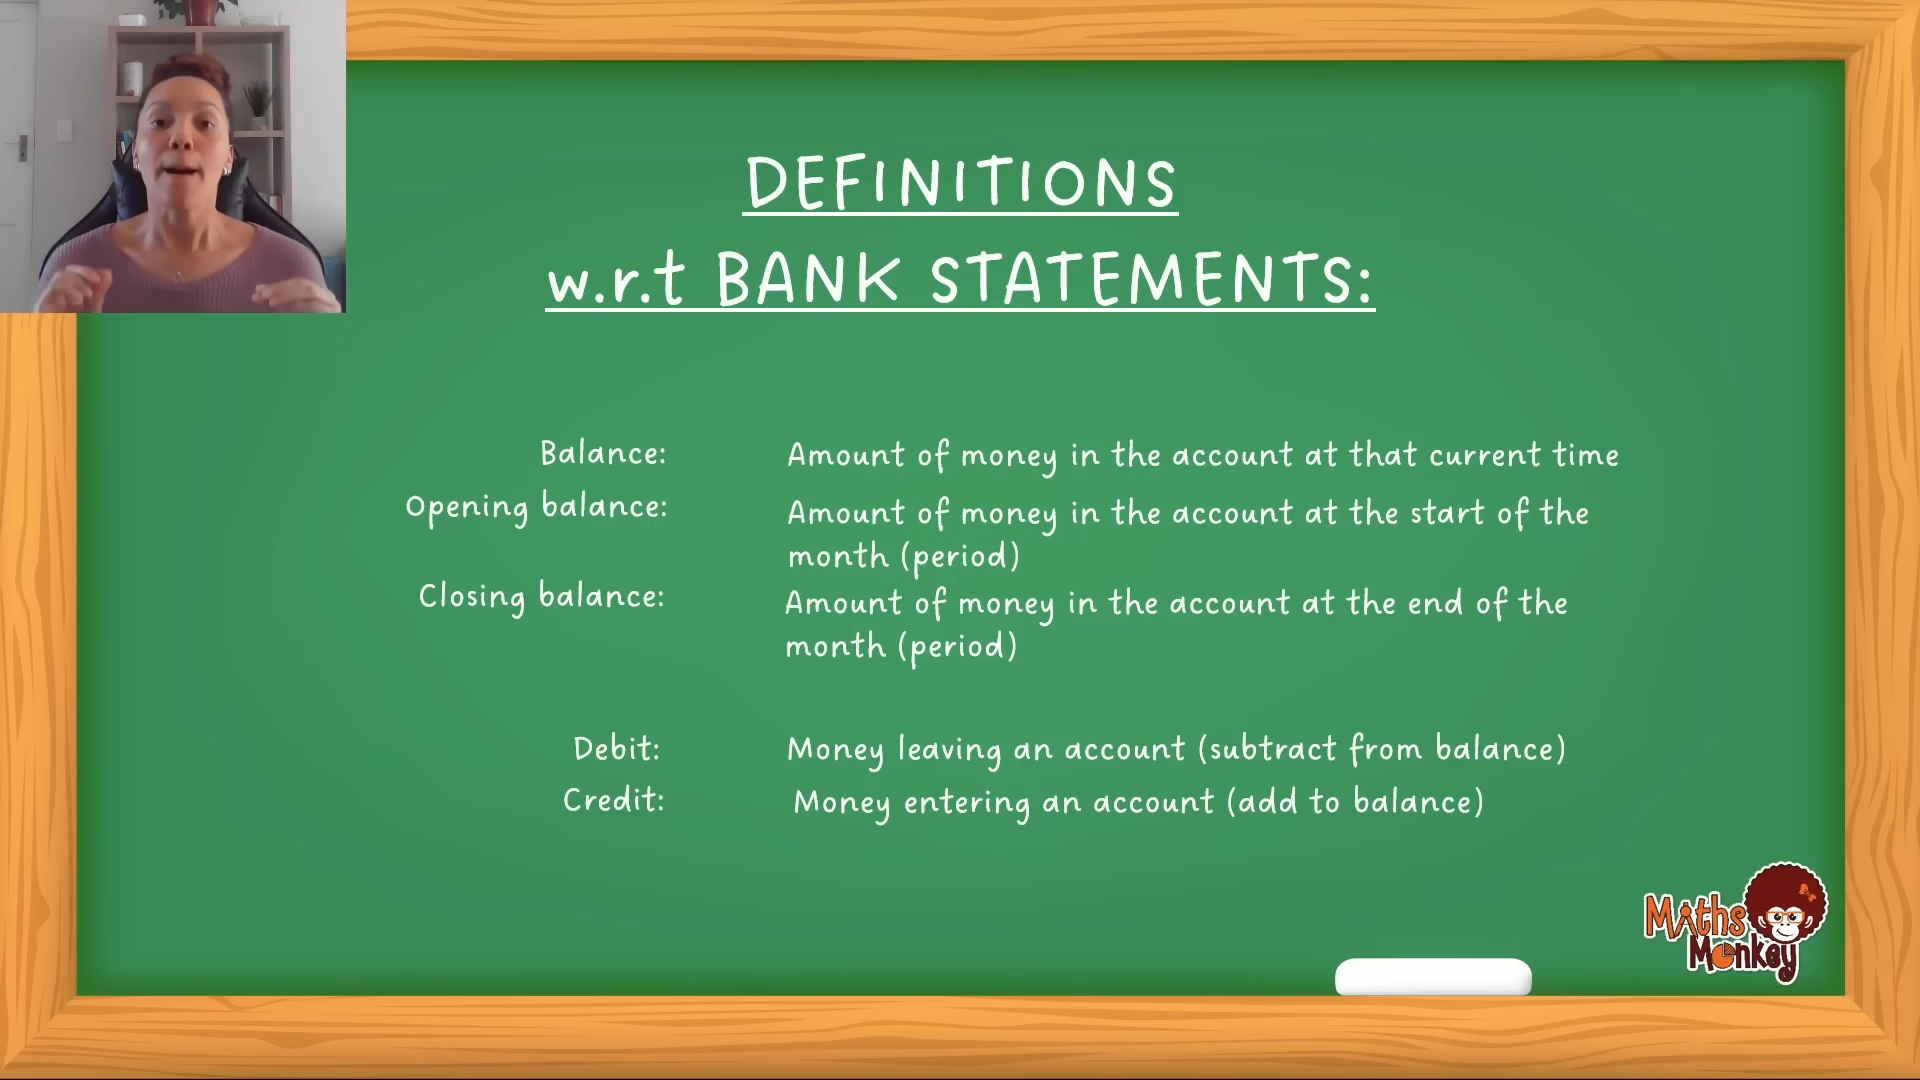 DEFINITIONS
w.r.t BANK STATEMENTS:
Balance: Amount of money in the account at that current time
Opening balance: Amount of money in the account at the start of the
month (period)
Closing balance: Amount of money in the account at the end of the
month (period)
Debit: Money leaving an account (subtract from balance)
Credit: Money entering an account (add to balance)
Maths
Monkey